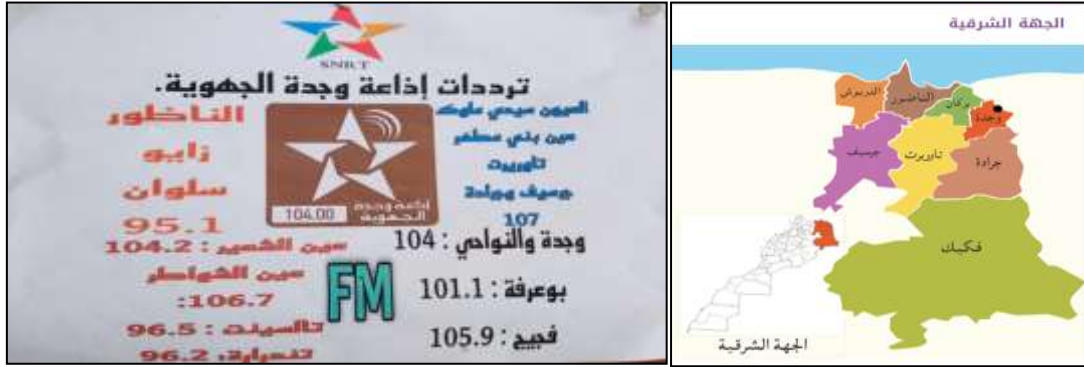 SNRT
ترددات إذاعة وجدة الجهوية.
العيون سيدي ملوك
عين بني مطهر
تاوريرت
جرسيف
107
الناظور
زايو
سلوان
95.1
إذاعة وجدة
الجهوية
104.00
وجدة والنواحي : 104
عين الشعير : 104.2
بوعرفة : 101.1
عين الشواطر
106.7:
FM
فجيج : 105.9
تالسينت : 96.5
تندرارة: 96.2
الجهة الشرقية
الدريوش
الناضور
بركان
وجدة
جرسيف
تاوريرت
جرادة
فكيك
الجهة الشرقية